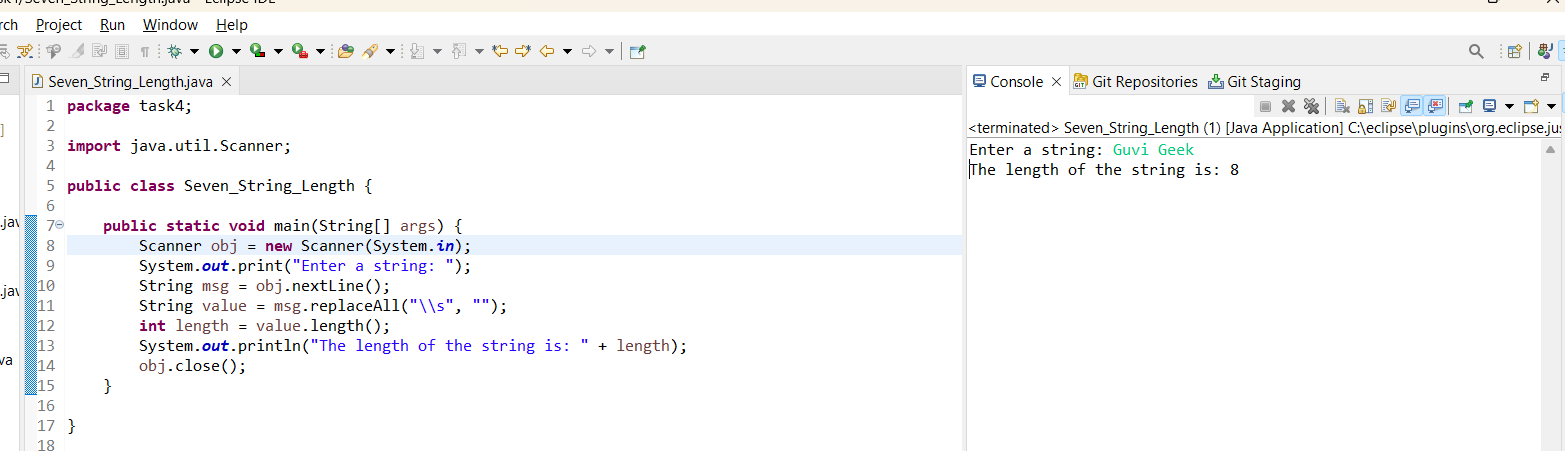 Seven_String_Length.java - Eclipse IDE
rch Project Run Window Help
Seven_String_Length.java
1 package task4;
2
3 import java.util.Scanner;
4
5 public class Seven_String_Length {
6
7 public static void main(String[] args) {
8 Scanner obj = new Scanner(System.in);
9 System.out.print("Enter a string: ");
10 String msg = obj.nextLine();
11 String value = msg.replaceAll("\\s", "");
12 int length = value.length();
13 System.out.println("The length of the string is: " + length);
14 obj.close();
15 }
16
17 }
18
.jav
.jav
va
Console Git Repositories Git Staging
<terminated> Seven_String_Length (1) [Java Application] C:\eclipse\plugins\org.eclipse.jus
Enter a string: Guvi Geek
The length of the string is: 8